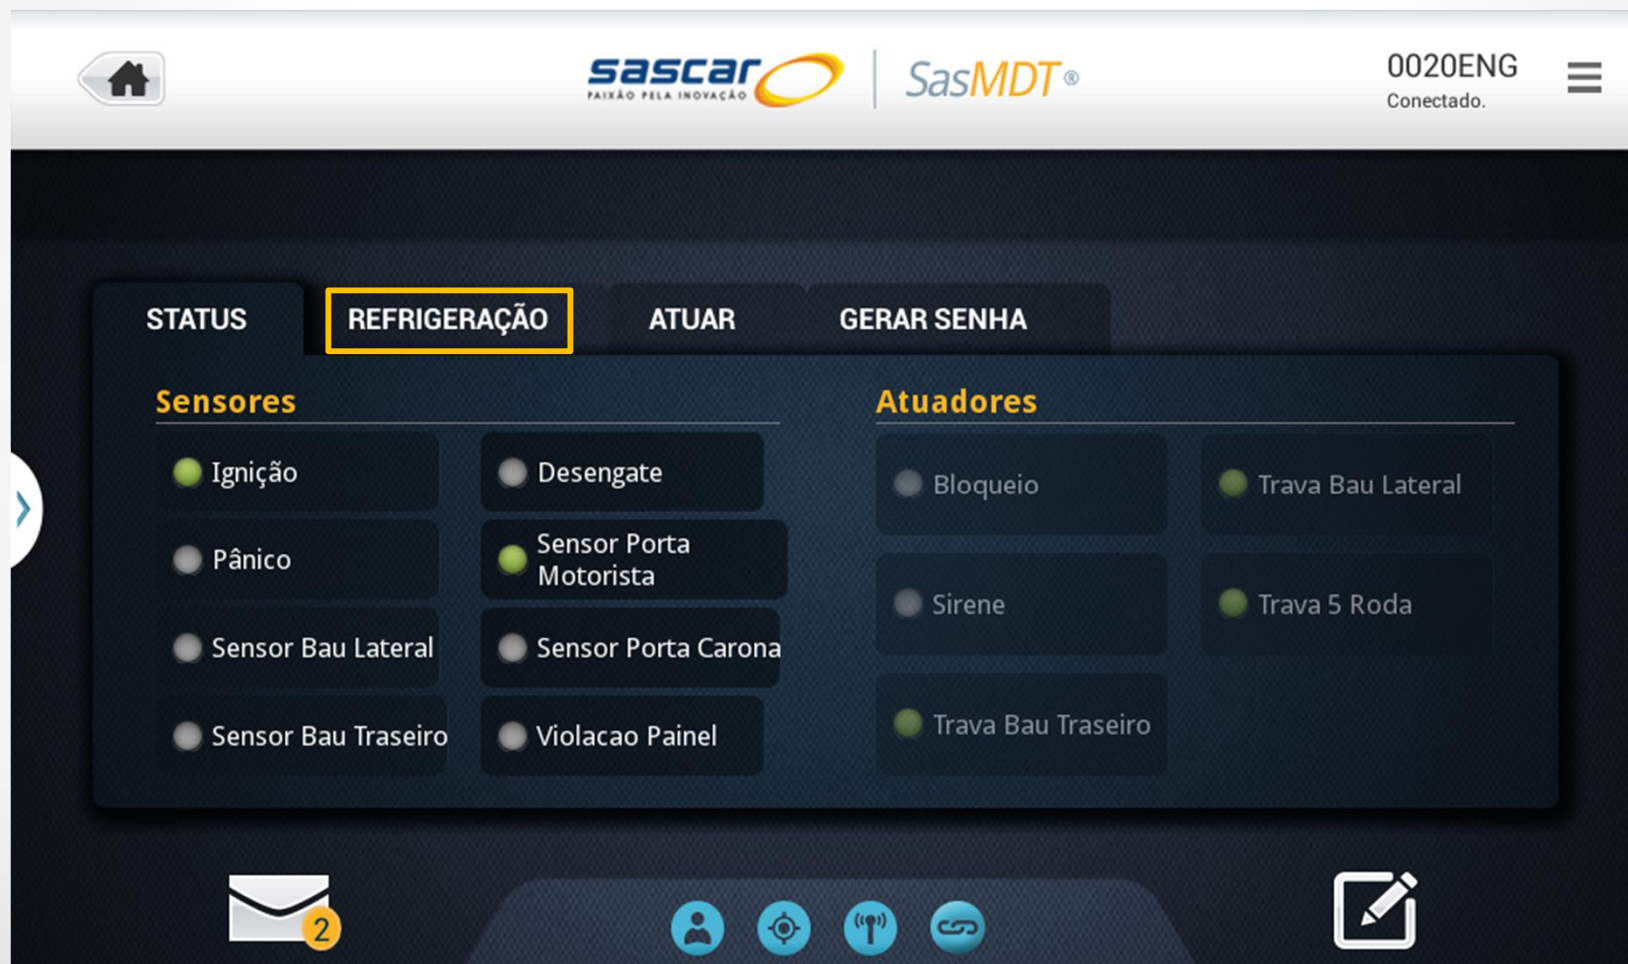 sascar
PAIXÃO PELA INOVAÇÃO
SasMDT®
0020ENG
Conectado.
STATUS
REFRIGERAÇÃO
ATUAR
GERAR SENHA
Sensores
Ignição
Desengate
Pânico
Sensor Porta
Motorista
Sensor Bau Lateral
Sensor Porta Carona
Sensor Bau Traseiro
Violacao Painel
Atuadores
Bloqueio
Trava Bau Lateral
Sirene
Trava 5 Roda
Trava Bau Traseiro
2